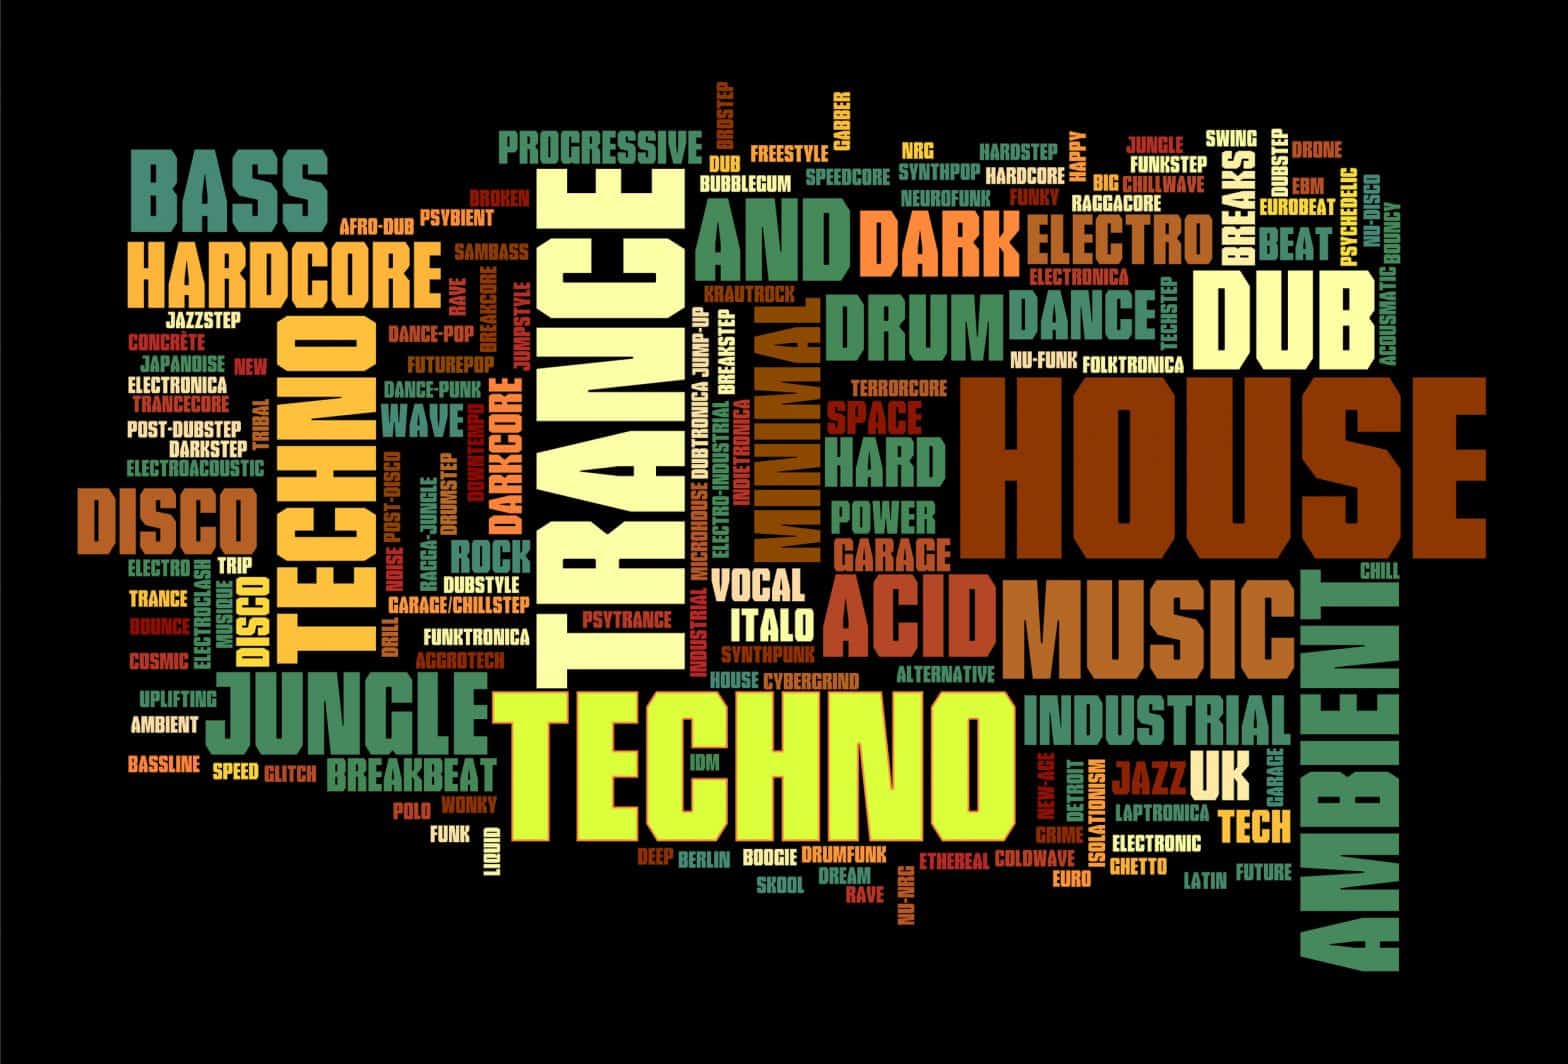 BROSTEP
GABBER
PROGRESSIVE
DUB
FREESTYLE
NRG
HARDSTEP
HAPPY
JUNGLE
SWING
DUBSTEP
DRONE
BASS
BUBBLEGUM
SPEEDCORE
SYNTHPOP
HARDCORE
FUNKSTEP
BREAKS
BIG
CHILLWAVE
EBM
PSYCHEDELIC
NU-DISCO
BROKEN
NEUROFUNK
FUNKY
RAGGACORE
EUROBEAT
BOUNCY
AFRO-DUB
PSYBIENT
TRANCE
AND
DARK
ELECTRO
BEAT
HARDCORE
SAMBASS
ELECTRONICA
DUB
ACOUSMATIC
RAVE
BREAKCORE
JUMPSTYLE
KRAUTROCK
DRUM
DANCE
TECHSTEP
JAZZSTEP
TECHNO
DANCE-POP
JUMP-UP
BREAKSTEP
MINIMAL
CONCRÈTE
JAPANOISE
NEW
FUTUREPOP
NU-FUNK
FOLKTRONICA
ELECTRONICA
DANCE-PUNK
DUBTRONICA
TERRORCORE
HOUSE
TRANCECORE
TRIBAL
WAVE
DOWNTEMPO
DARKCORE
ELECTRO-INDUSTRIAL
INDIETRONICA
SPACE
POST-DUBSTEP
DARKSTEP
HARD
ELECTROACOUSTIC
POST-DISCO
RAGGA-JUNGLE
DRUMSTEP
MICROHOUSE
DISCO
POWER
NOISE
ROCK
GARAGE
ELECTRO
ELECTROCLASH
TRIP
CHILL
DUBSTYLE
VOCAL
ACID
MUSIC
AMBIENT
TRANCE
MUSIQUE
DISCO
GARAGE/CHILLSTEP
INDUSTRIAL
ITALO
BOUNCE
DRILL
FUNKTRONICA
PSYTRANCE
COSMIC
AGGROTECH
SYNTHPUNK
HOUSE
CYBERGRIND
ALTERNATIVE
UPLIFTING
JUNGLE
TECHNO
INDUSTRIAL
AMBIENT
BASSLINE
SPEED
GLITCH
BREAKBEAT
IDM
NEW-AGE
DETROIT
ISOLATIONISM
JAZZ
UK
GARAGE
POLO
WONKY
LAPTRONICA
TECH
FUNK
LIQUID
CRIME
ELECTRONIC
DEEP
BERLIN
BOOGIE
DRUMFUNK
ETHEREAL
COLDWAVE
GHETTO
SKOOL
DREAM
RAVE
NU-NRG
EURO
LATIN
FUTURE